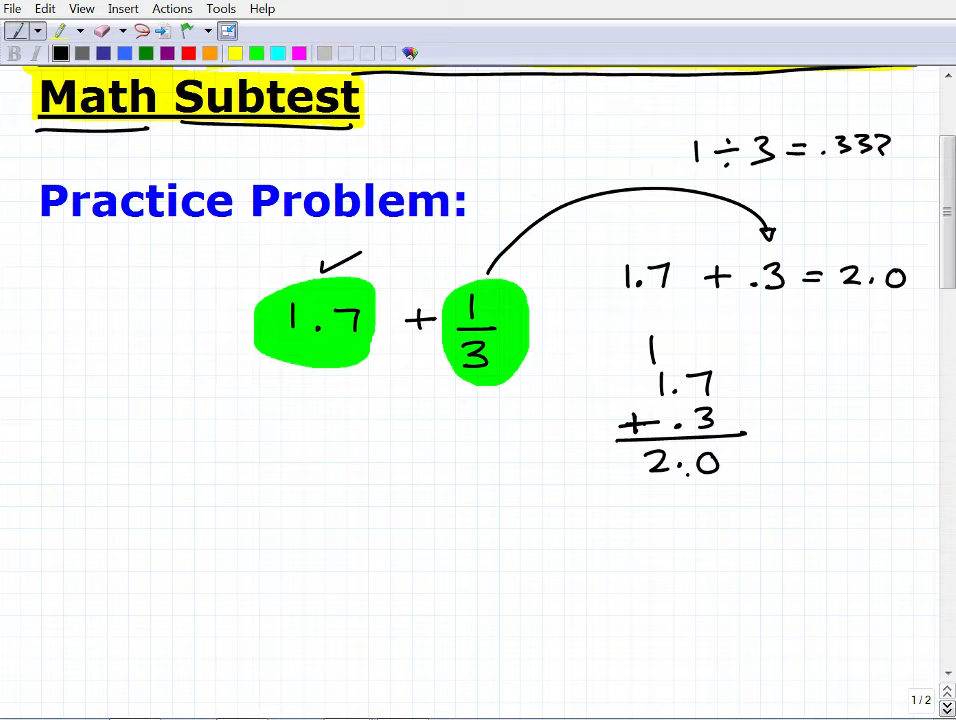 File Edit View Insert Actions Tools Help
B I
Math Subtest
1 ÷ 3 = .333
Practice Problem:
1.7 + .3 = 2.0
1.7 + 1/3
1
1.7
+ .3
2.0
1 / 2